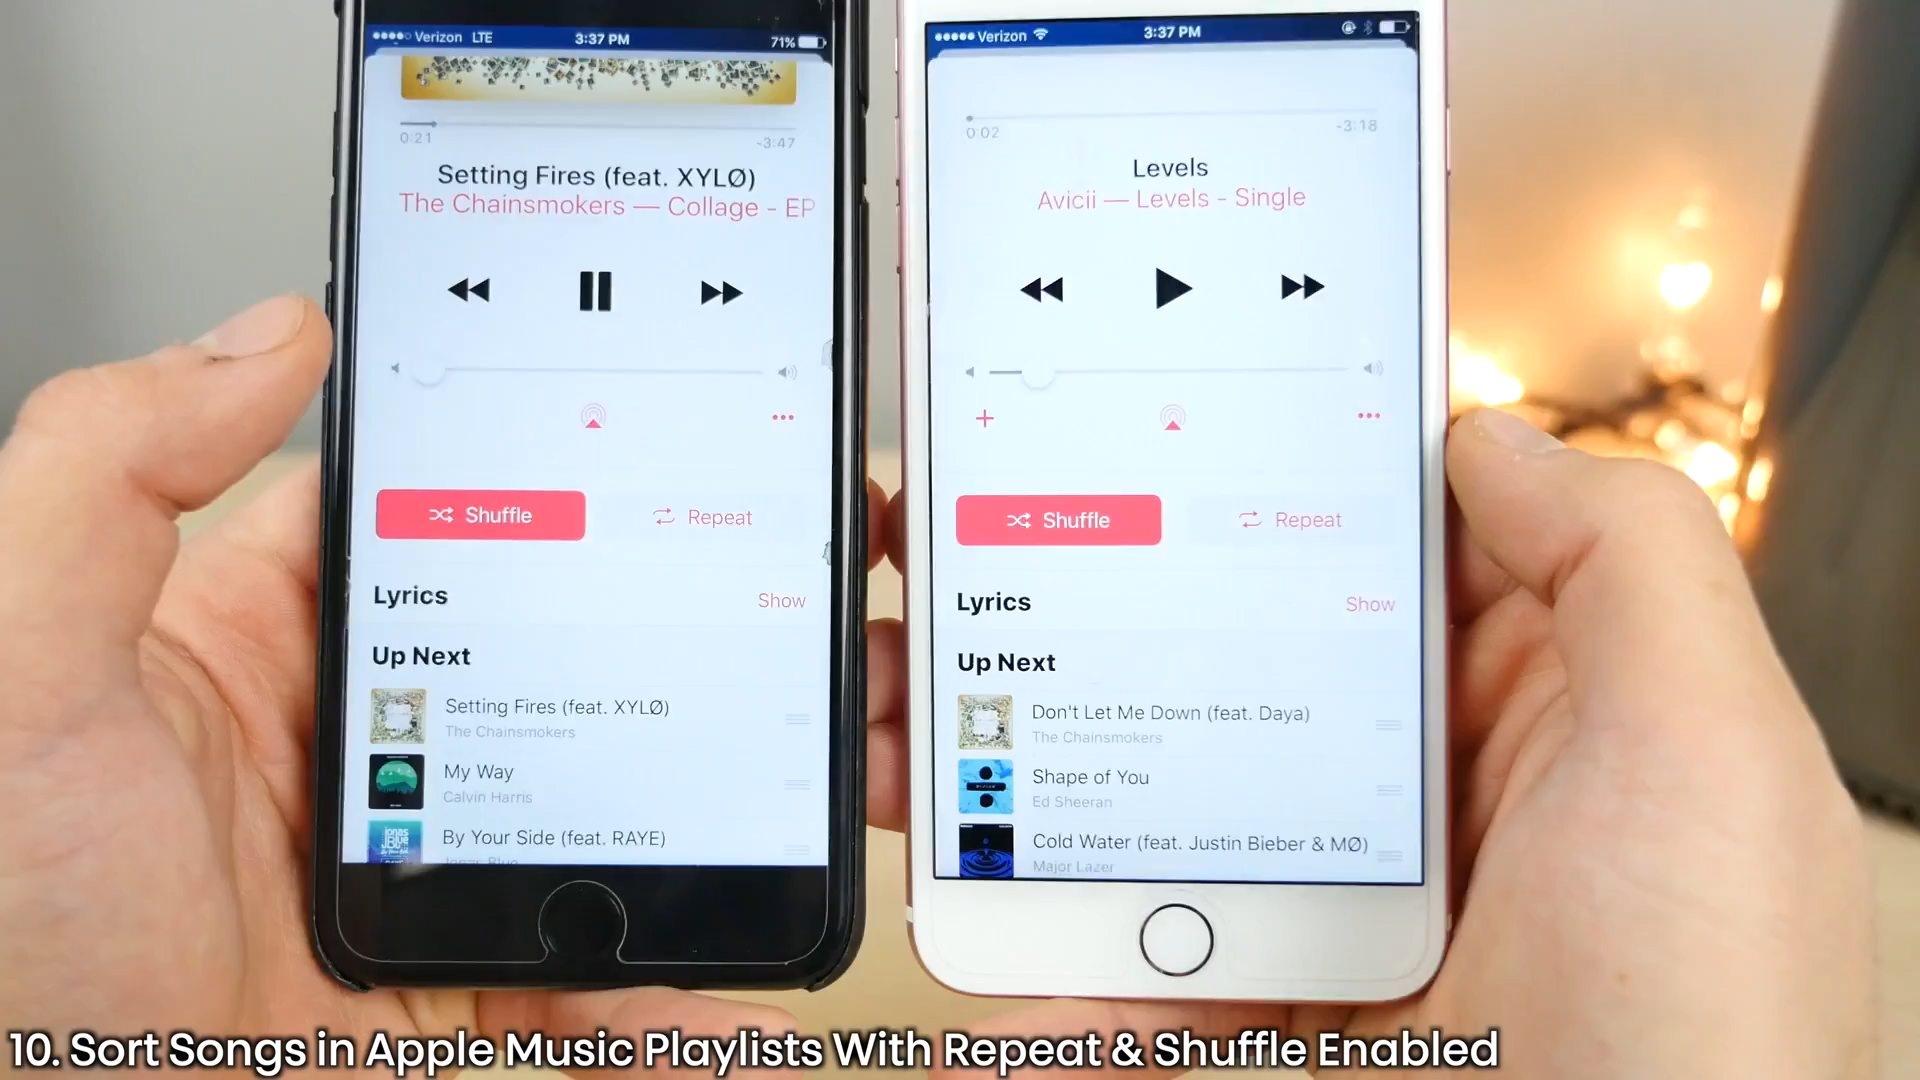 Verizon LTE
3:37 PM
71%
0:21
-3:47
Setting Fires (feat. XYLØ)
The Chainsmokers — Collage - EP
Shuffle
Repeat
Lyrics
Show
Up Next
Setting Fires (feat. XYLØ)
The Chainsmokers
My Way
Calvin Harris
By Your Side (feat. RAYE)
Jonas Blue
Verizon
3:37 PM
0:02
-3:18
Levels
Avicii — Levels - Single
Shuffle
Repeat
Lyrics
Show
Up Next
Don't Let Me Down (feat. Daya)
The Chainsmokers
Shape of You
Ed Sheeran
Cold Water (feat. Justin Bieber & MØ)
Major Lazer
10. Sort Songs in Apple Music Playlists With Repeat & Shuffle Enabled